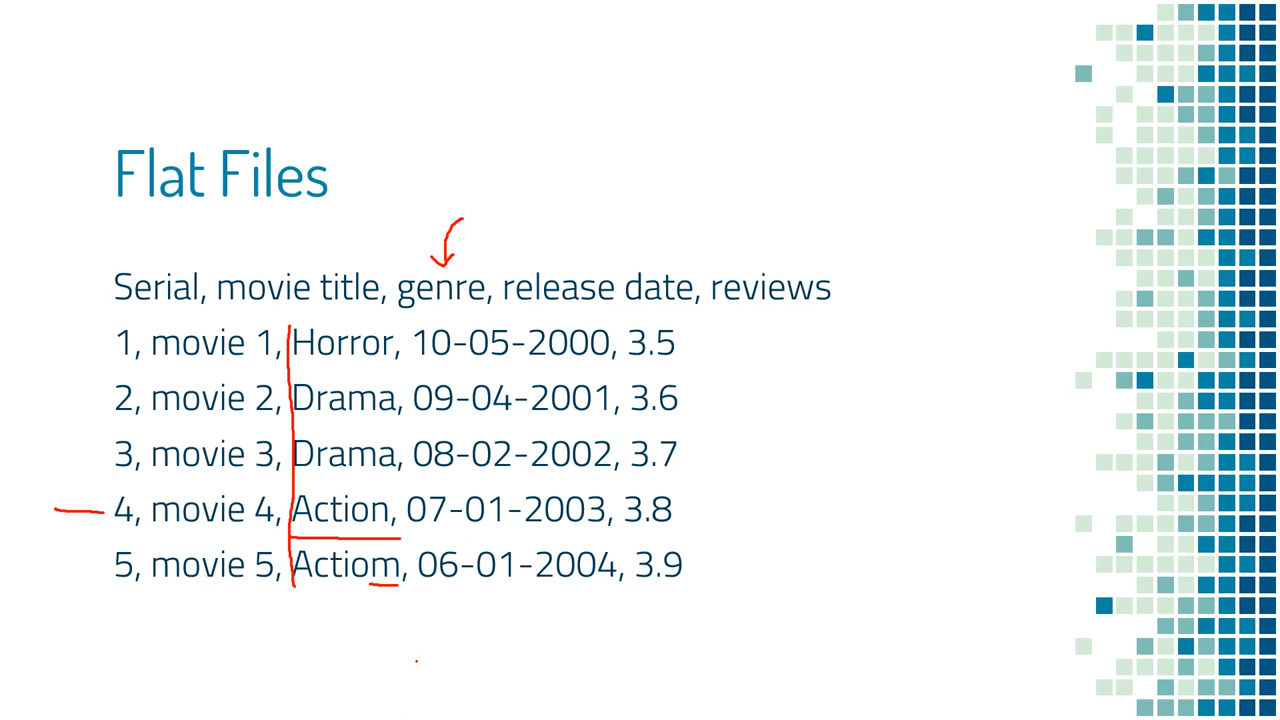 Flat Files
Serial, movie title, genre, release date, reviews
1, movie 1, Horror, 10-05-2000, 3.5
2, movie 2, Drama, 09-04-2001, 3.6
3, movie 3, Drama, 08-02-2002, 3.7
4, movie 4, Action, 07-01-2003, 3.8
5, movie 5, Actiom, 06-01-2004, 3.9